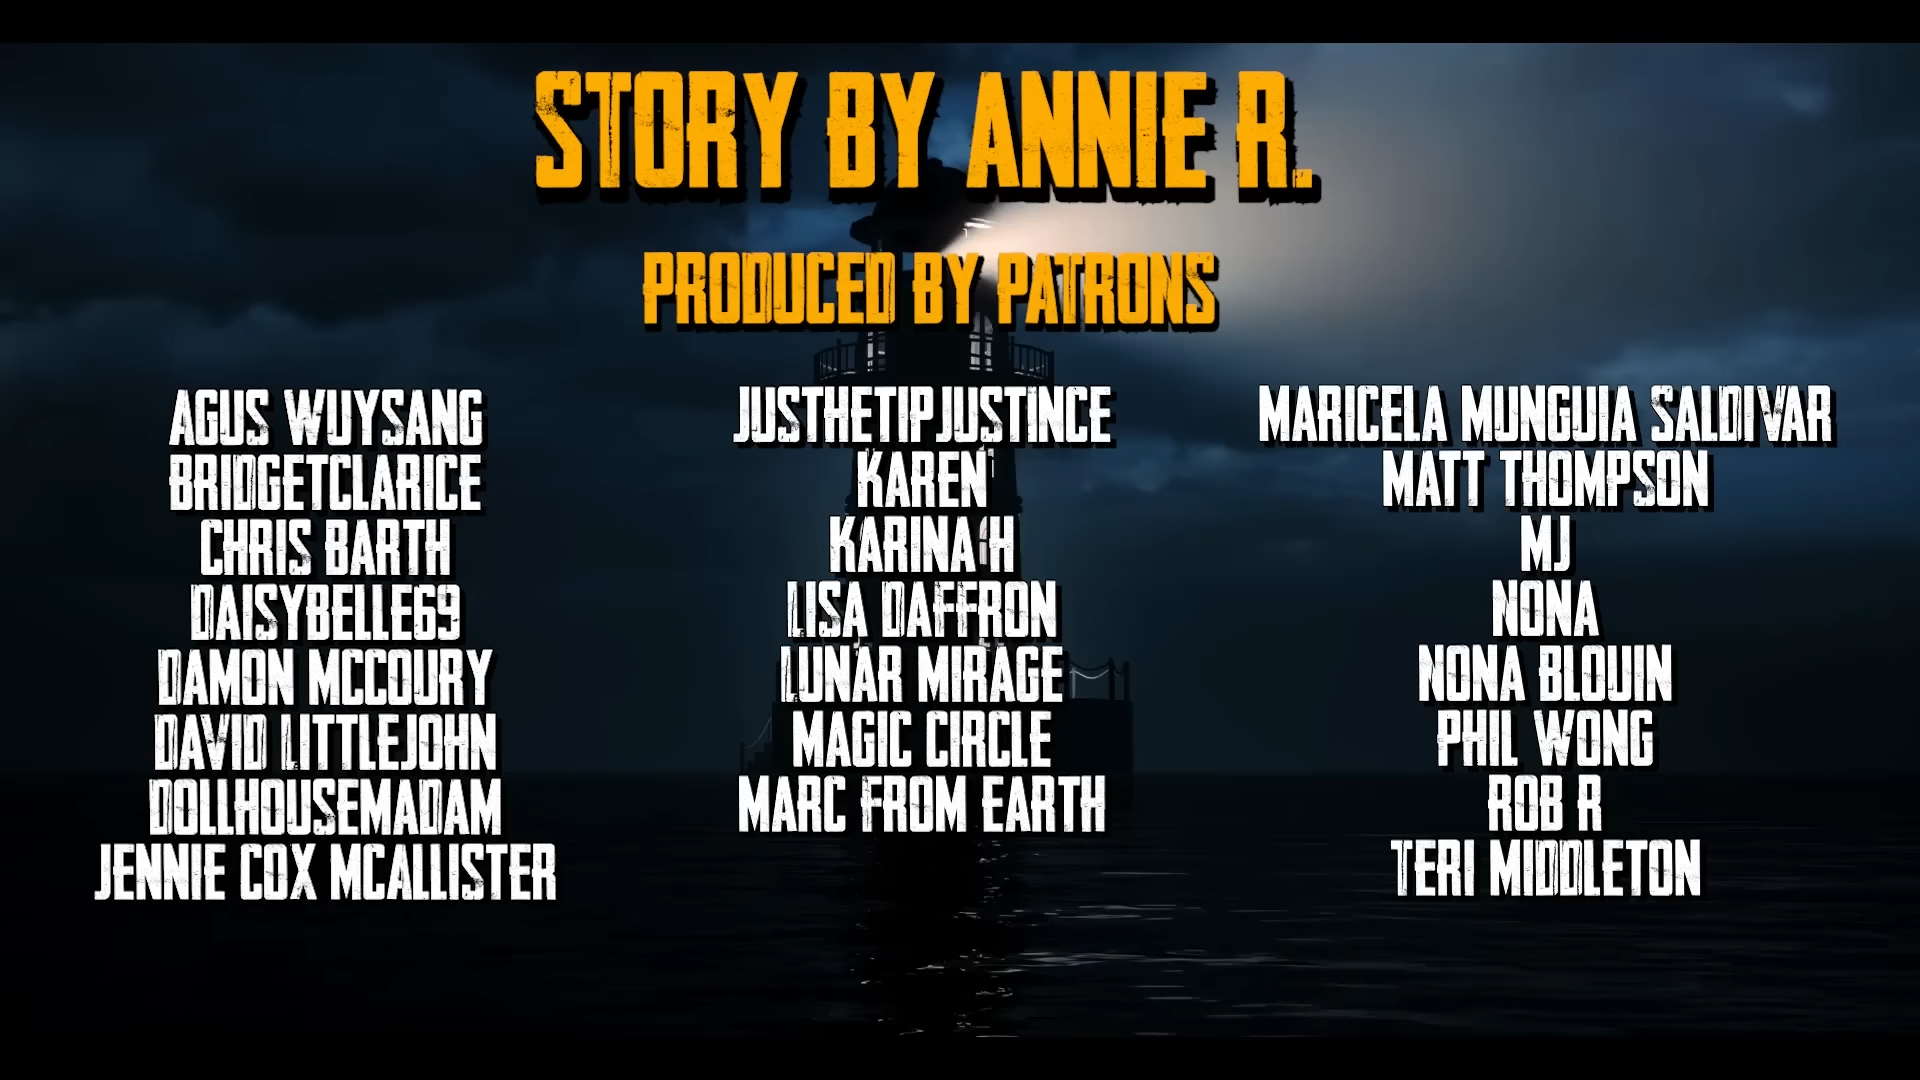 STORY BY ANNIE R.
PRODUCED BY PATRONS
AGUS WUYSANG
BRIDGETCLARICE
CHRIS BARTH
DAISYBELLE69
DAMON MCCOURY
DAVID LITTLEJOHN
DOLLHOUSEMADAM
JENNIE COX MCALLISTER
JUSTHETIPJUSTINCE
KAREN
KARINA H
LISA DAFFRON
LUNAR MIRAGE
MAGIC CIRCLE
MARC FROM EARTH
MARICELA MUNGUIA SALDIVAR
MATT THOMPSON
MJ
NONA
NONA BLOUIN
PHIL WONG
ROB R
TERI MIDDLETON